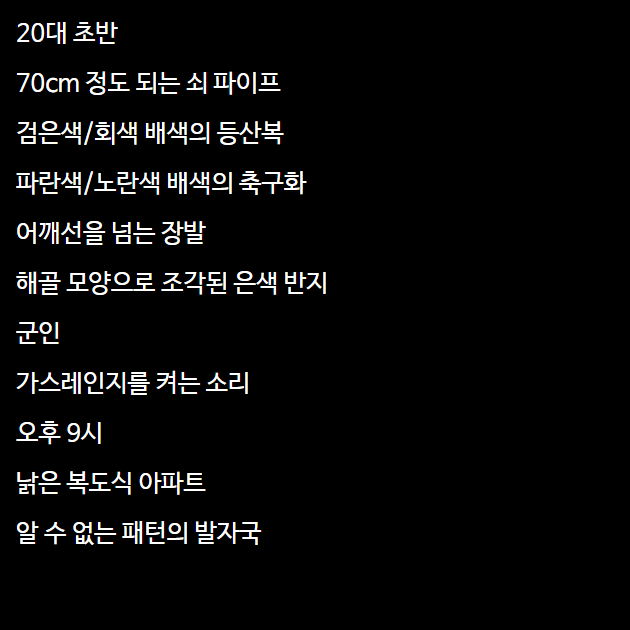 20대 초반
70cm 정도 되는 쇠 파이프
검은색/회색 배색의 등산복
파란색/노란색 배색의 축구화
어깨선을 넘는 장발
해골 모양으로 조각된 은색 반지
군인
가스레인지를 켜는 소리
오후 9시
낡은 복도식 아파트
알 수 없는 패턴의 발자국